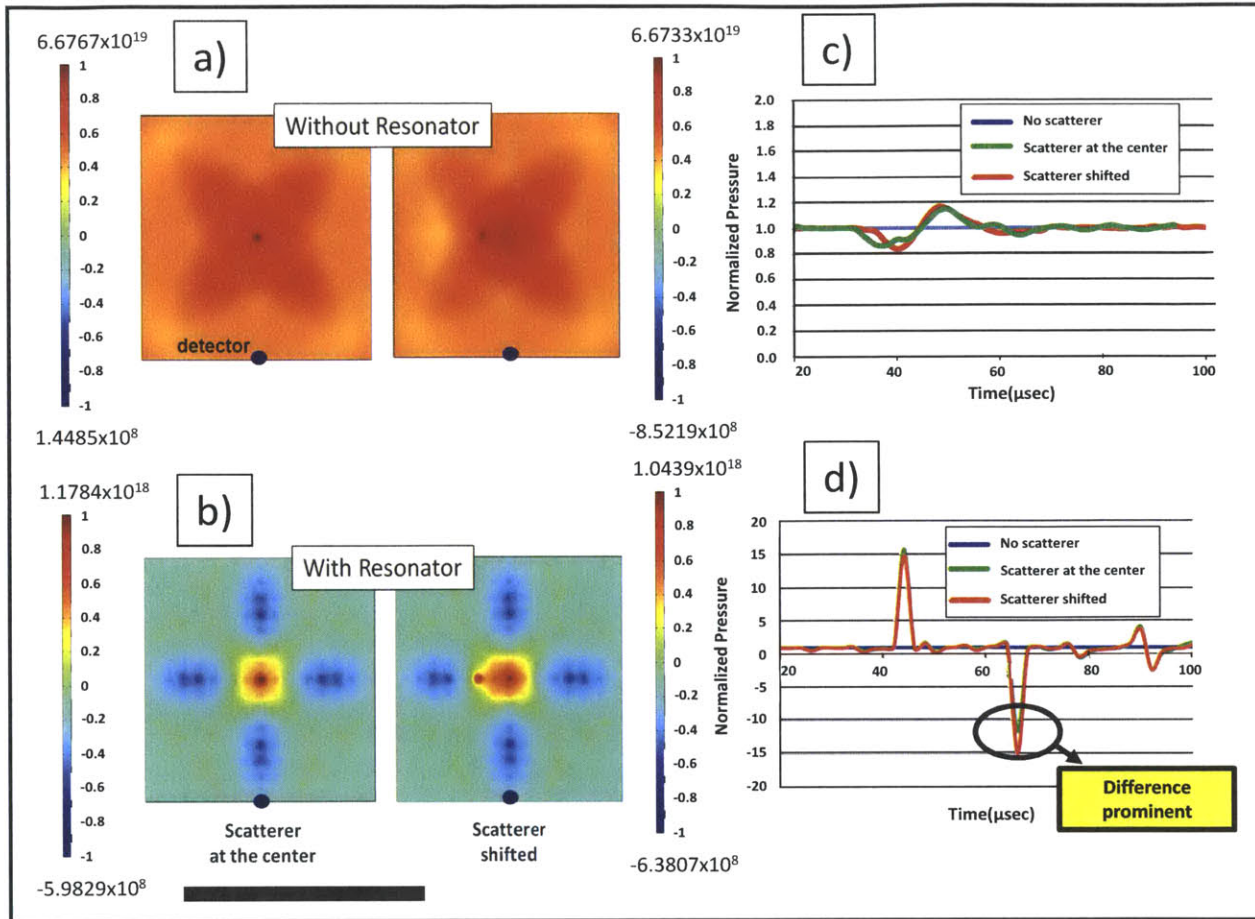 a)
6.6767x10^19
1
0.8
0.6
0.4
0.2
0
-0.2
-0.4
-0.6
-0.8
-1
1.4485x10^8
Without Resonator
detector
6.6733x10^19
1
0.8
0.6
0.4
0.2
0
-0.2
-0.4
-0.6
-0.8
-1
-8.5219x10^8
c)
Normalized Pressure
2.0
1.8
1.6
1.4
1.2
1.0
0.8
0.6
0.4
0.2
0.0
No scatterer
Scatterer at the center
Scatterer shifted
20 40 60 80 100
Time(μsec)
b)
1.1784x10^18
1
0.8
0.6
0.4
0.2
0
-0.2
-0.4
-0.6
-0.8
-1
-5.9829x10^8
With Resonator
Scatterer
at the center
Scatterer
shifted
1.0439x10^18
1
0.8
0.6
0.4
0.2
0
-0.2
-0.4
-0.6
-0.8
-1
-6.3807x10^8
d)
Normalized Pressure
20
15
10
5
0
-5
-10
-15
-20
No scatterer
Scatterer at the center
Scatterer shifted
20 40 60 80 100
Time(μsec)
Difference
prominent